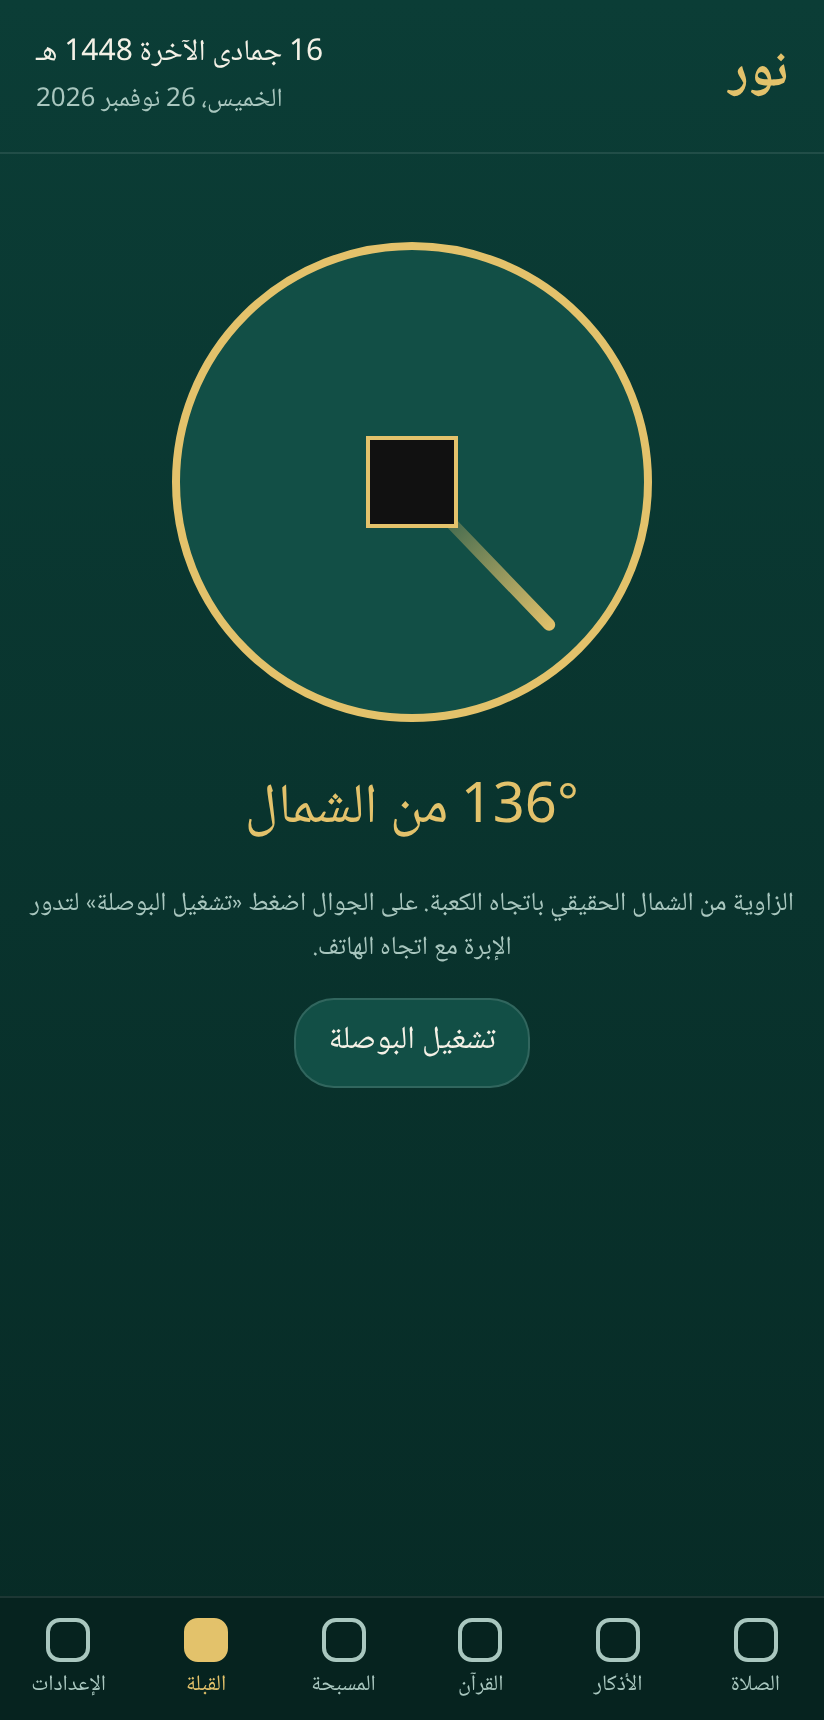 نور
16 جمادى الآخرة 1448 هـ
الخميس، 26 نوفمبر 2026
136° من الشمال
الزاوية من الشمال الحقيقي باتجاه الكعبة. على الجوال اضغط «تشغيل البوصلة» لتدور
الإبرة مع اتجاه الهاتف.
تشغيل البوصلة
الصلاة
الأذكار
القرآن
المسبحة
القبلة
الإعدادات